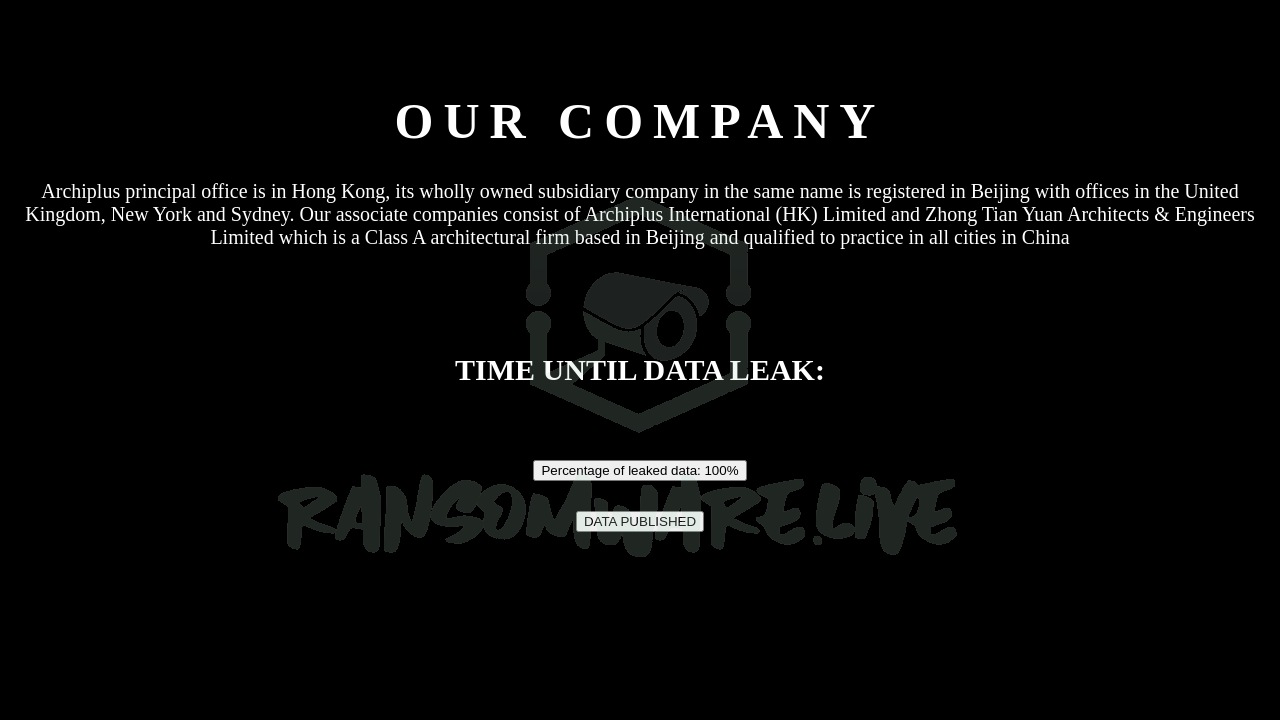 OUR COMPANY
Archiplus principal office is in Hong Kong, its wholly owned subsidiary company in the same name is registered in Beijing with offices in the United
Kingdom, New York and Sydney. Our associate companies consist of Archiplus International (HK) Limited and Zhong Tian Yuan Architects & Engineers
Limited which is a Class A architectural firm based in Beijing and qualified to practice in all cities in China
TIME UNTIL DATA LEAK:
Percentage of leaked data: 100%
RANSOMWARE.LIVE
DATA PUBLISHED